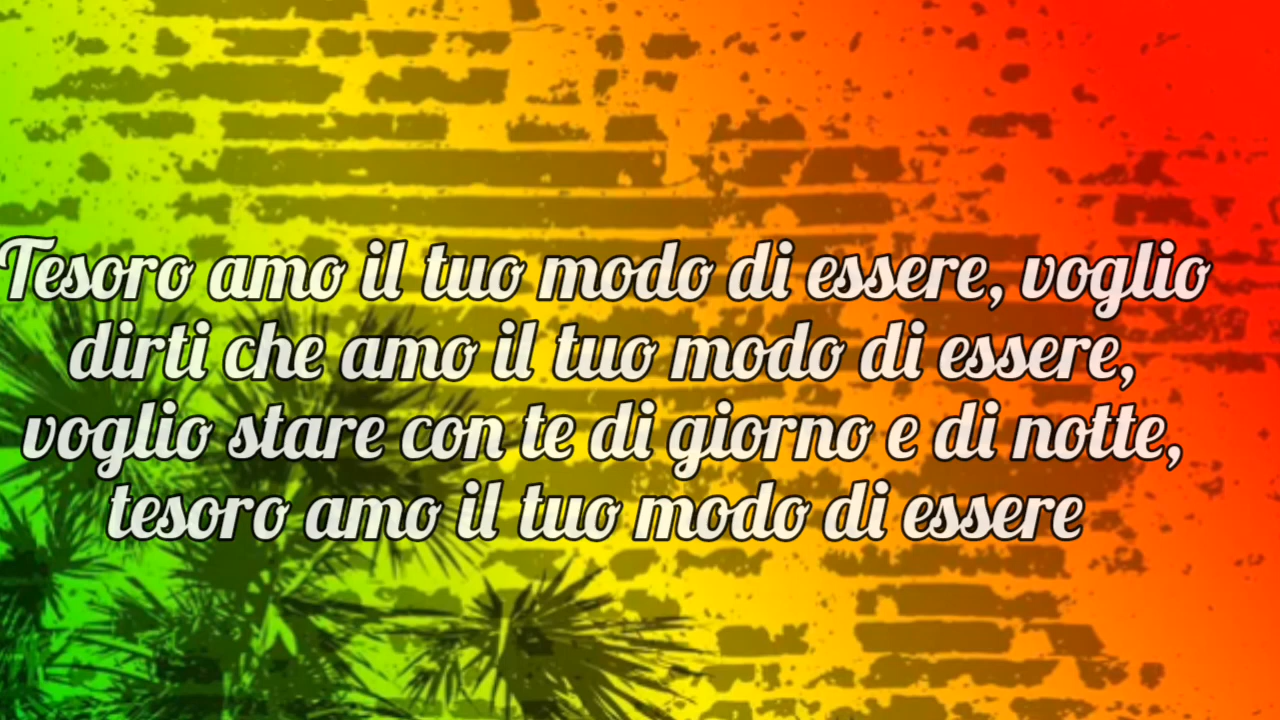 Tesoro amo il tuo modo di essere, voglio
dirti che amo il tuo modo di essere,
voglio stare con te di giorno e di notte,
tesoro amo il tuo modo di essere